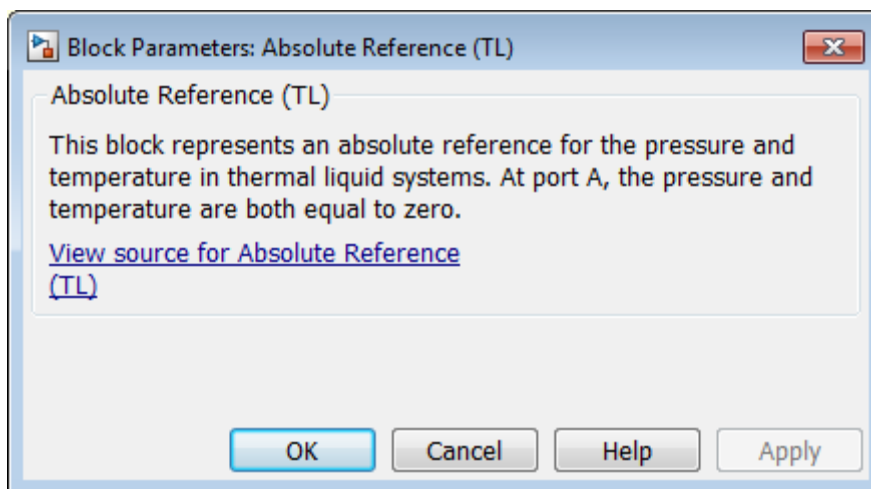 Block Parameters: Absolute Reference (TL)
Absolute Reference (TL)
This block represents an absolute reference for the pressure and
temperature in thermal liquid systems. At port A, the pressure and
temperature are both equal to zero.
View source for Absolute Reference
(TL)
OK Cancel Help Apply